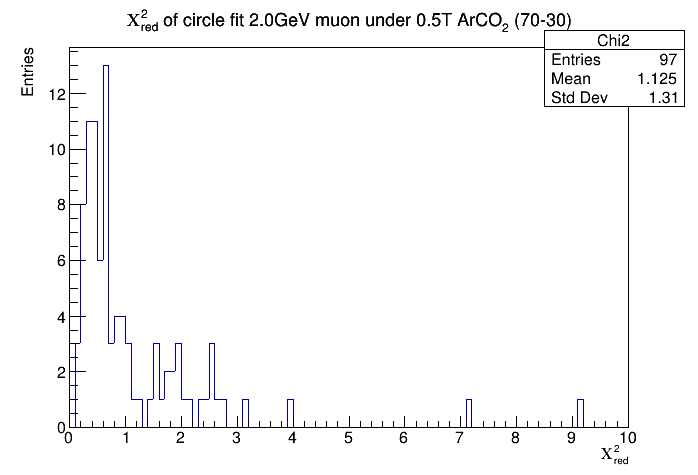 Χ²red of circle fit 2.0GeV muon under 0.5T ArCO₂ (70-30)
Chi2
Entries 97
Mean 1.125
Std Dev 1.31
Entries
12
10
8
6
4
2
0
0 1 2 3 4 5 6 7 8 9 10
Χ²red